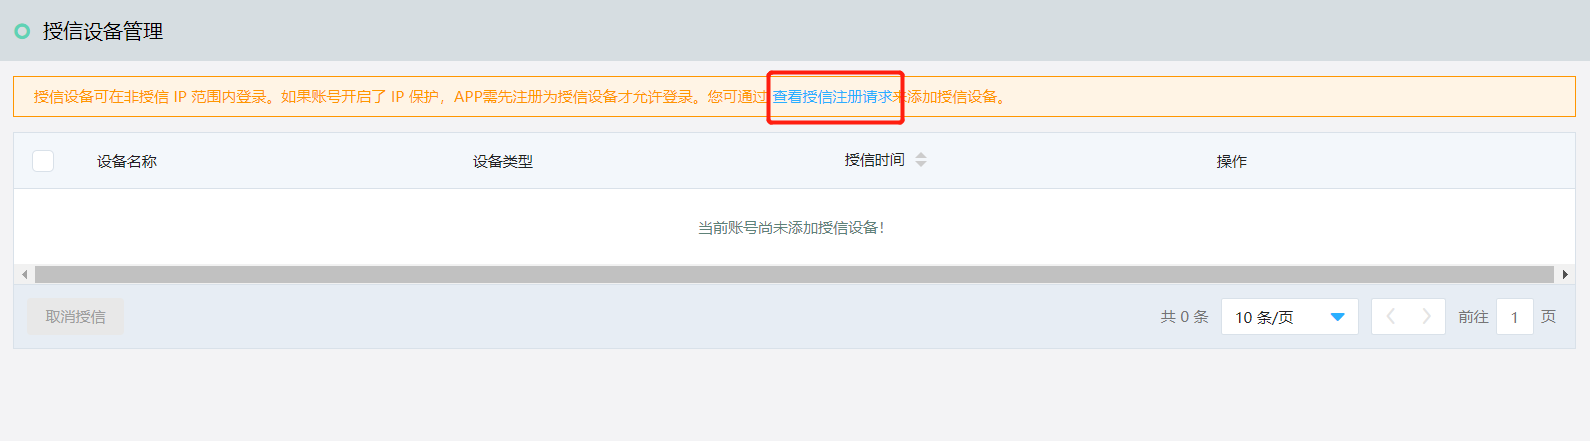 授信设备管理
授信设备可在非授信 IP 范围内登录。如果账号开启了 IP 保护，APP需先注册为授信设备才允许登录。您可通过 查看授信注册请求来添加授信设备。
设备名称 设备类型 授信时间 操作
当前账号尚未添加授信设备！
取消授信 共 0 条 10 条/页 前往 1 页